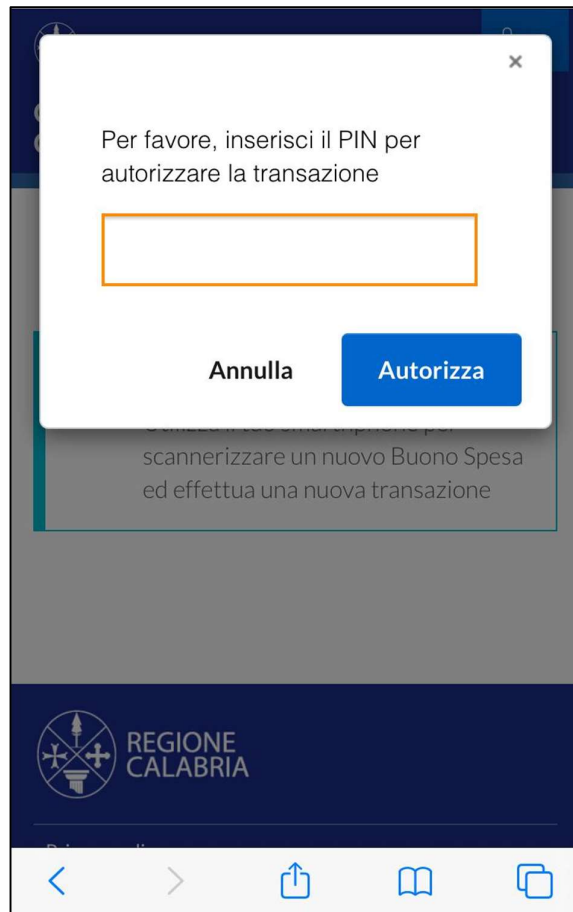 ×
Per favore, inserisci il PIN per
autorizzare la transazione
Annulla
Autorizza
scannerizzare un nuovo Buono Spesa
ed effettua una nuova transazione
REGIONE
CALABRIA